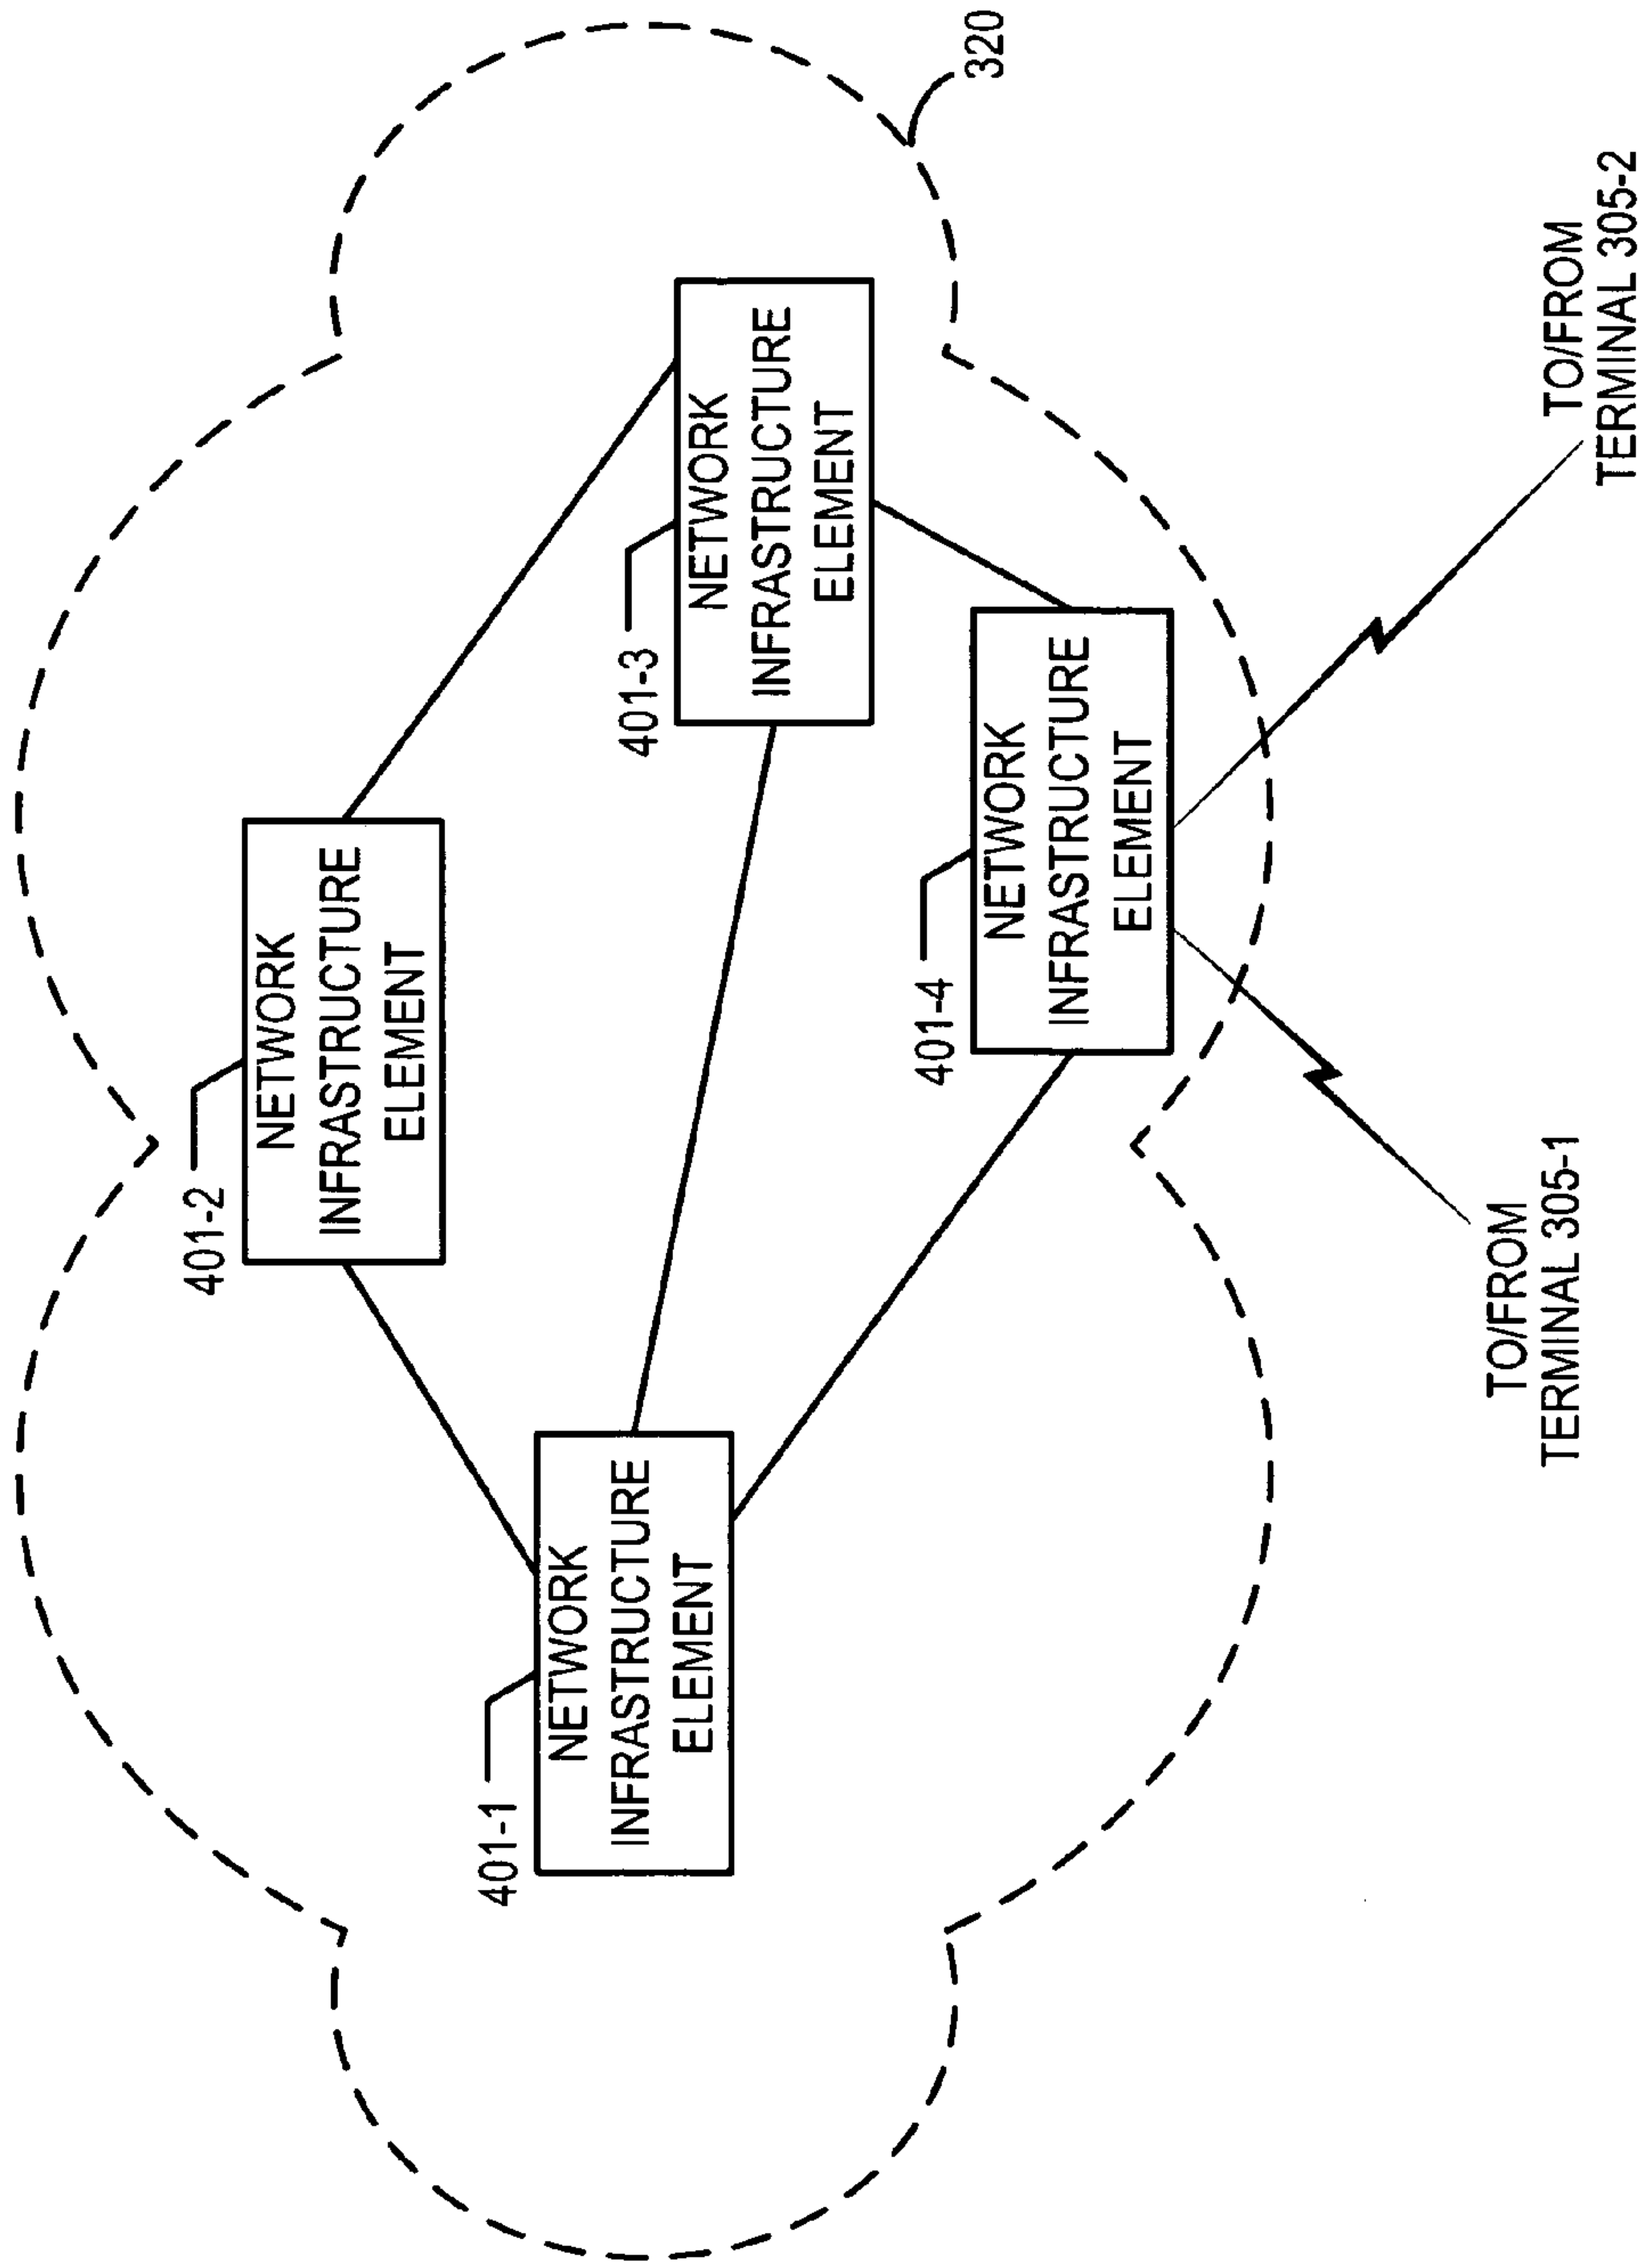 320
401-2
NETWORK
INFRASTRUCTURE
ELEMENT
401-1
NETWORK
INFRASTRUCTURE
ELEMENT
401-3
NETWORK
INFRASTRUCTURE
ELEMENT
401-4
NETWORK
INFRASTRUCTURE
ELEMENT
TO/FROM
TERMINAL 305-1
TO/FROM
TERMINAL 305-2